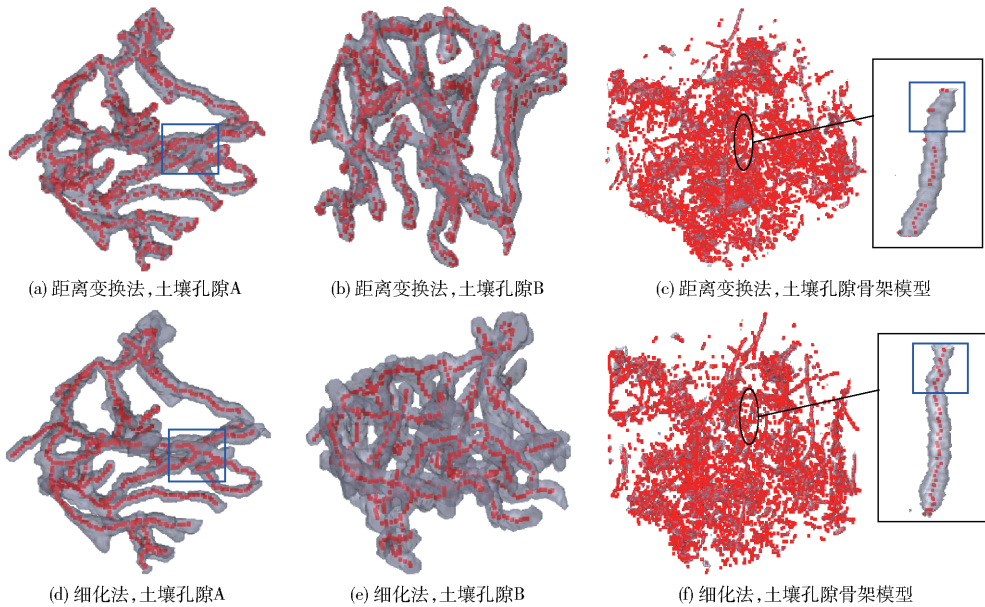 (a) 距离变换法,土壤孔隙A
(b) 距离变换法,土壤孔隙B
(c) 距离变换法,土壤孔隙骨架模型
(d) 细化法,土壤孔隙A
(e) 细化法,土壤孔隙B
(f) 细化法,土壤孔隙骨架模型